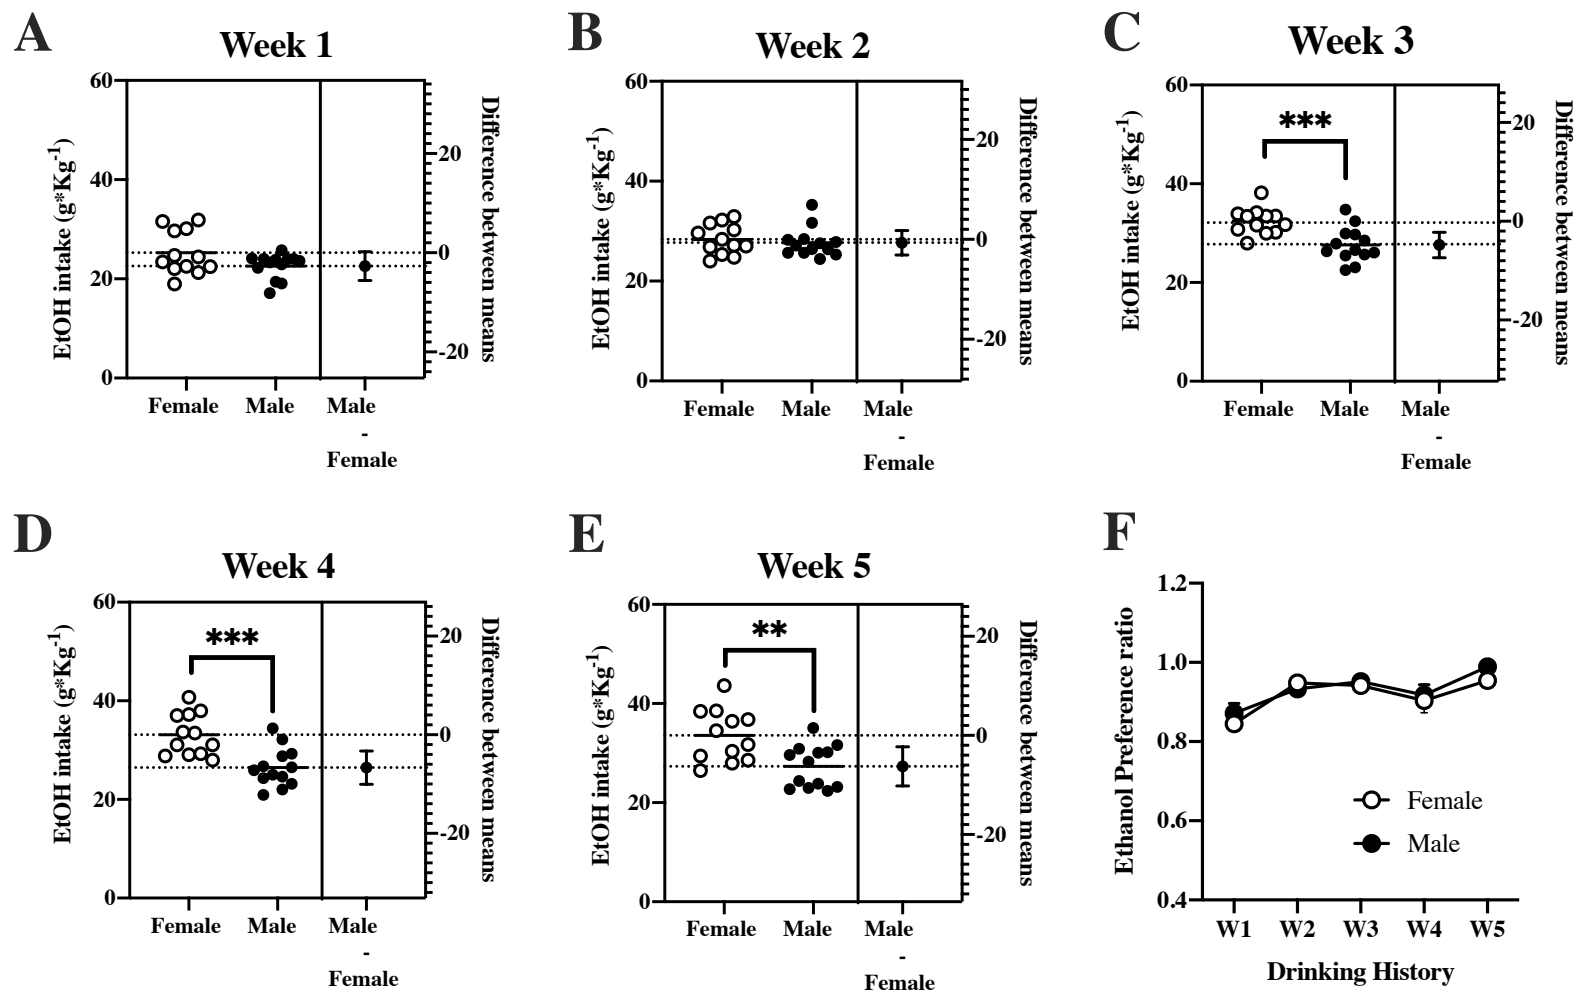 A
Week 1
60
40
20
0
EtOH intake (g*Kg-1)
20
0
-20
Difference between means
Female
Male
Male
-
Female
B
Week 2
60
40
20
0
EtOH intake (g*Kg-1)
20
0
-20
Difference between means
Female
Male
Male
-
Female
C
Week 3
60
40
20
0
EtOH intake (g*Kg-1)
***
20
0
-20
Difference between means
Female
Male
Male
-
Female
D
Week 4
60
40
20
0
EtOH intake (g*Kg-1)
***
20
0
-20
Difference between means
Female
Male
Male
-
Female
E
Week 5
60
40
20
0
EtOH intake (g*Kg-1)
**
20
0
-20
Difference between means
Female
Male
Male
-
Female
F
1.2
1.0
0.8
0.6
0.4
Ethanol Preference ratio
Female
Male
W1 W2 W3 W4 W5
Drinking History